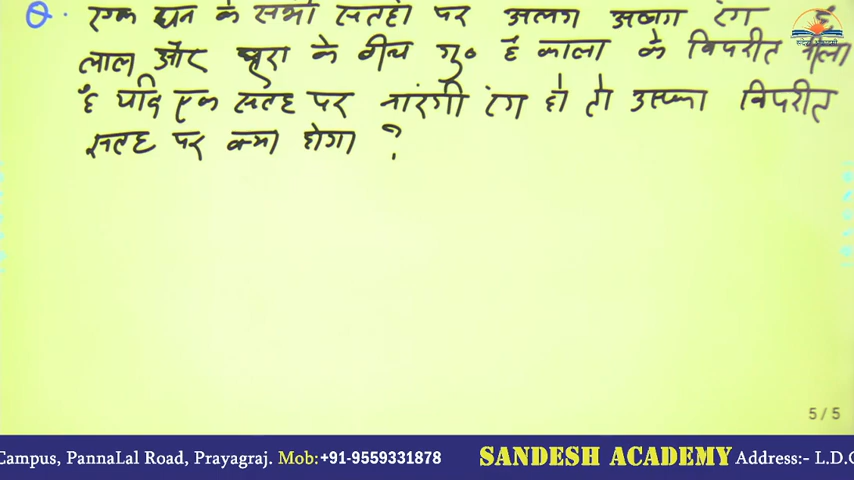 Q. एक घन के सभी सतहों पर अलग अलग रंग है
लाल और भूरा के बीच गु० है काला के विपरीत नीला
है यदि एक सतह पर नारंगी रंग हो तो उसका विपरीत
सतह पर क्या होगा ?
5 / 5
Campus, PannaLal Road, Prayagraj. Mob:+91-9559331878 SANDESH ACADEMY Address:- L.D.C